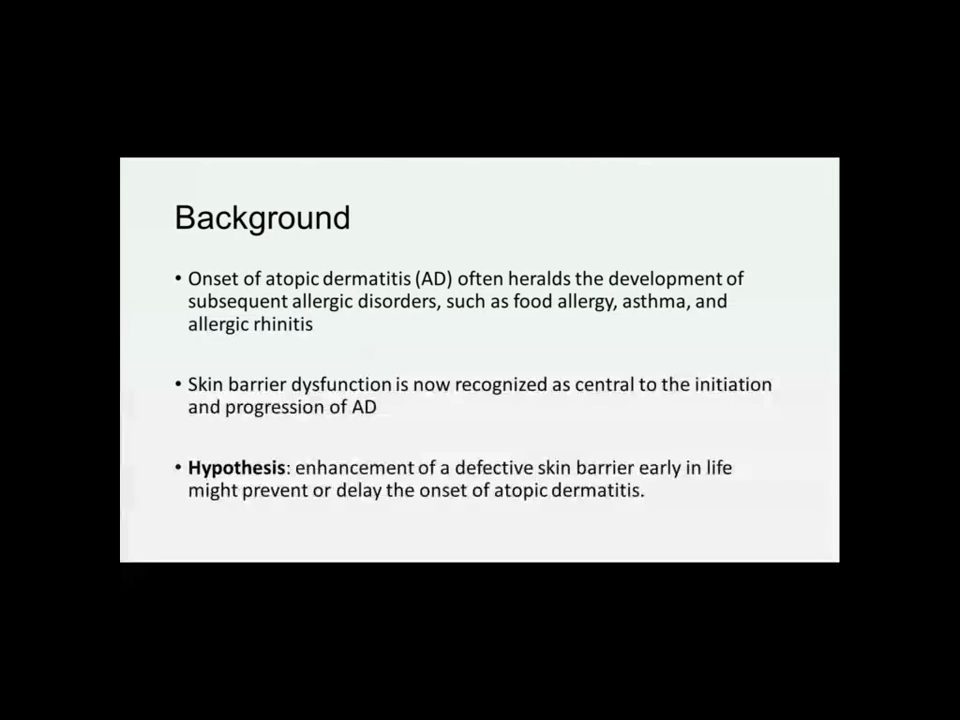 Background
• Onset of atopic dermatitis (AD) often heralds the development of
subsequent allergic disorders, such as food allergy, asthma, and
allergic rhinitis
• Skin barrier dysfunction is now recognized as central to the initiation
and progression of AD
• Hypothesis: enhancement of a defective skin barrier early in life
might prevent or delay the onset of atopic dermatitis.